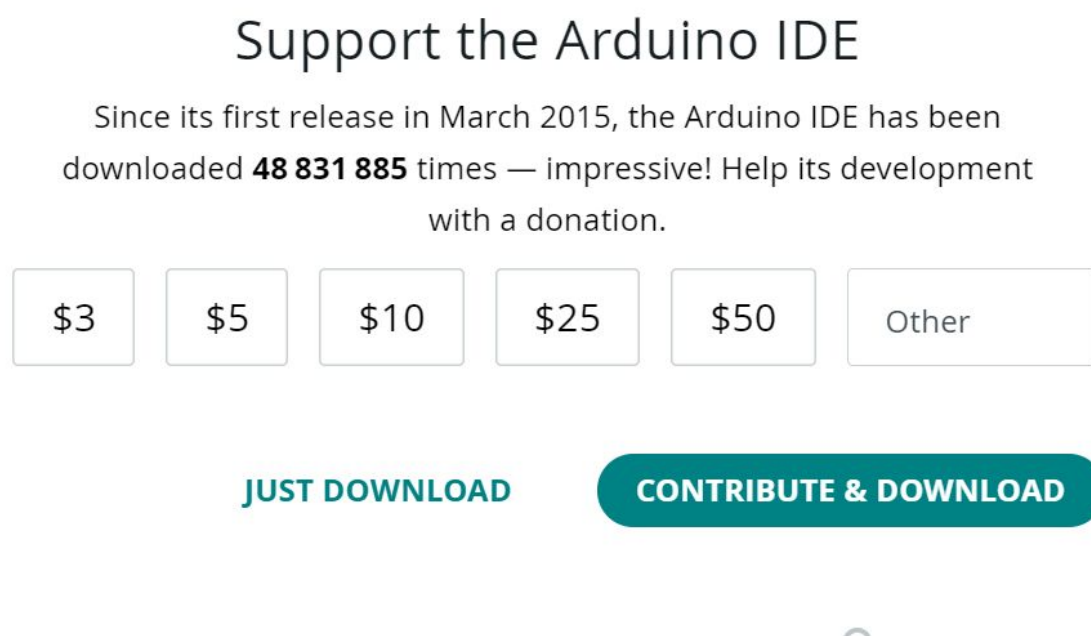 Support the Arduino IDE
Since its first release in March 2015, the Arduino IDE has been
downloaded 48 831 885 times — impressive! Help its development
with a donation.
$3 $5 $10 $25 $50 Other
JUST DOWNLOAD CONTRIBUTE & DOWNLOAD